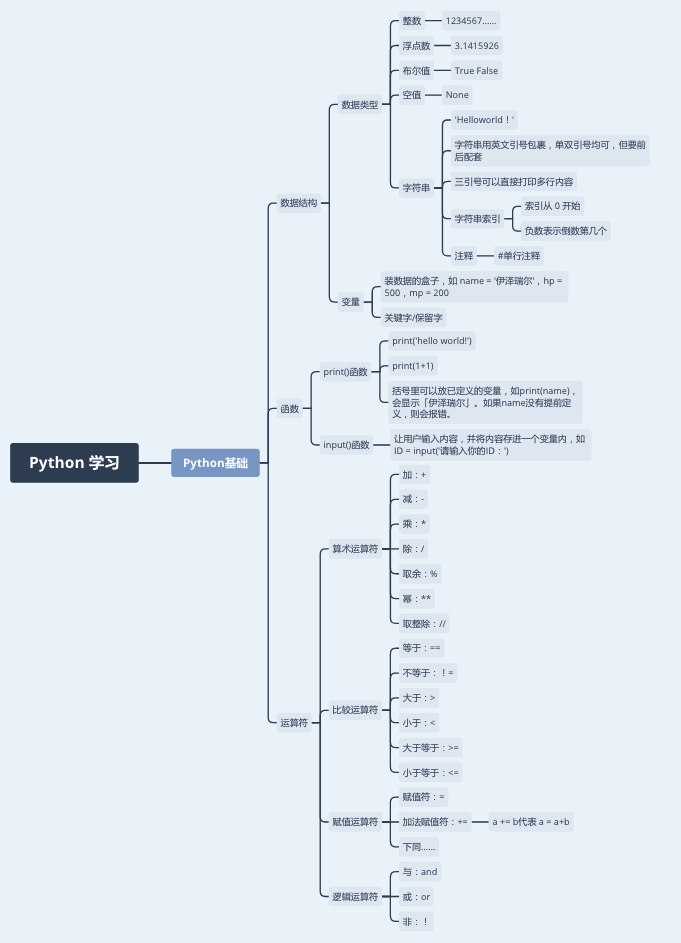 Python 学习
Python基础
数据结构
数据类型
整数
1234567......
浮点数
3.1415926
布尔值
True False
空值
None
字符串
'Helloworld！'
字符串用英文引号包裹，单双引号均可，但要前
后配套
三引号可以直接打印多行内容
字符串索引
索引从 0 开始
负数表示倒数第几个
注释
#单行注释
变量
装数据的盒子，如 name = '伊泽瑞尔'，hp =
500，mp = 200
关键字/保留字
函数
print()函数
print('hello world!')
print(1+1)
括号里可以放已定义的变量，如print(name)，
会显示「伊泽瑞尔」。如果name没有提前定
义，则会报错。
input()函数
让用户输入内容，并将内容存进一个变量内，如
ID = input('请输入你的ID：')
运算符
算术运算符
加：+
减：-
乘：*
除：/
取余：%
幂：**
取整除：//
比较运算符
等于：==
不等于：！=
大于：>
小于：<
大于等于：>=
小于等于：<=
赋值运算符
赋值符：=
加法赋值符：+=
a += b代表 a = a+b
下同......
逻辑运算符
与：and
或：or
非：！